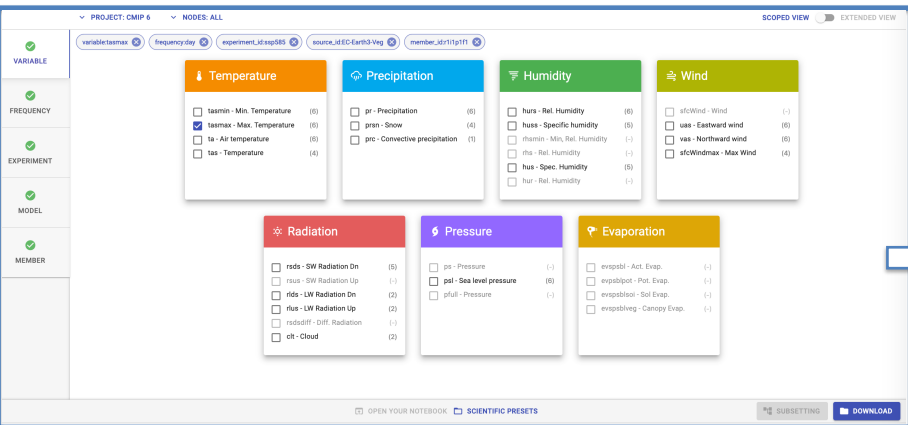 PROJECT: CMIP 6 NODES: ALL SCOPED VIEW EXTENDED VIEW
variable:tasmax frequency:day experiment_id:ssp585 source_id:EC-Earth3-Veg member_id:r1i1p1f1
VARIABLE
FREQUENCY
EXPERIMENT
MODEL
MEMBER
Temperature
tasmin - Min. Temperature (6)
tasmax - Max. Temperature (6)
ta - Air temperature (6)
tas - Temperature (4)
Precipitation
pr - Precipitation (6)
prsn - Snow (4)
prc - Convective precipitation (1)
Humidity
hurs - Rel. Humidity (6)
huss - Specific humidity (5)
rhsmin - Min, Rel. Humidity (-)
rhs - Rel. Humidity (-)
hus - Spec. Humidity (5)
hur - Rel. Humidity (-)
Wind
sfcWind - Wind (-)
uas - Eastward wind (6)
vas - Northward wind (6)
sfcWindmax - Max Wind (4)
Radiation
rsds - SW Radiation Dn (5)
rsus - SW Radiation Up (-)
rlds - LW Radiation Dn (2)
rlus - LW Radiation Up (2)
rsdsdiff - Diff. Radiation (-)
clt - Cloud (2)
Pressure
ps - Pressure (-)
psl - Sea level pressure (6)
pfull - Pressure (-)
Evaporation
evspsbl - Act. Evap. (-)
evspsblpot - Pot. Evap. (-)
evspsblsoi - Sol Evap. (-)
evspsblveg - Canopy Evap. (-)
OPEN YOUR NOTEBOOK SCIENTIFIC PRESETS SUBSETTING DOWNLOAD